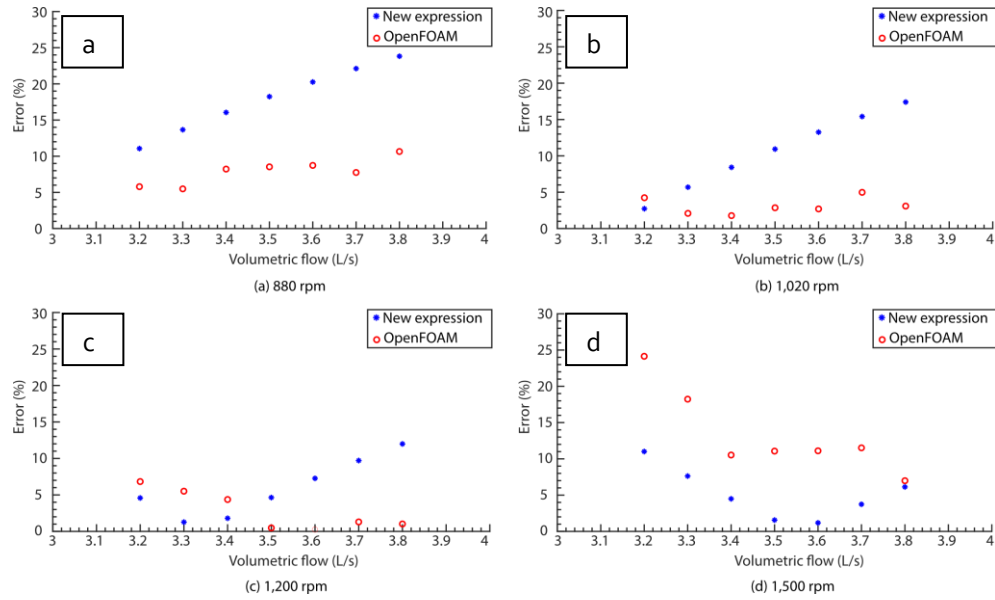 a
30
25
20
15
10
5
0
Error (%)
New expression
OpenFOAM
3 3.1 3.2 3.3 3.4 3.5 3.6 3.7 3.8 3.9 4
Volumetric flow (L/s)
(a) 880 rpm
b
30
25
20
15
10
5
0
Error (%)
New expression
OpenFOAM
3 3.1 3.2 3.3 3.4 3.5 3.6 3.7 3.8 3.9 4
Volumetric flow (L/s)
(b) 1,020 rpm
c
30
25
20
15
10
5
0
Error (%)
New expression
OpenFOAM
3 3.1 3.2 3.3 3.4 3.5 3.6 3.7 3.8 3.9 4
Volumetric flow (L/s)
(c) 1,200 rpm
d
30
25
20
15
10
5
0
Error (%)
New expression
OpenFOAM
3 3.1 3.2 3.3 3.4 3.5 3.6 3.7 3.8 3.9 4
Volumetric flow (L/s)
(d) 1,500 rpm